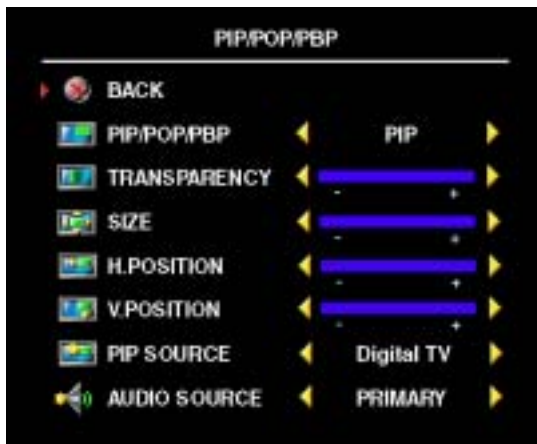 PIP/POP/PBP
BACK
PIP/POP/PBP PIP
TRANSPARENCY
- +
SIZE
- +
H.POSITION
- +
V.POSITION
- +
PIP SOURCE Digital TV
AUDIO SOURCE PRIMARY